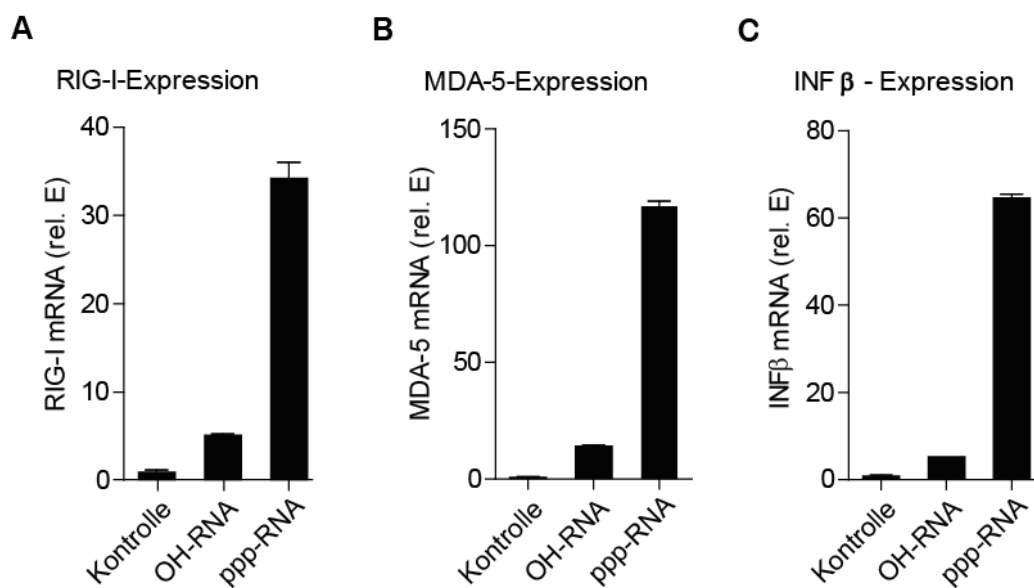 A
RIG-I-Expression
RIG-I mRNA (rel. E)
40
30
20
10
0
Kontrolle
OH-RNA
ppp-RNA
B
MDA-5-Expression
MDA-5 mRNA (rel. E)
150
100
50
0
Kontrolle
OH-RNA
ppp-RNA
C
INF β - Expression
INFβ mRNA (rel. E)
80
60
40
20
0
Kontrolle
OH-RNA
ppp-RNA